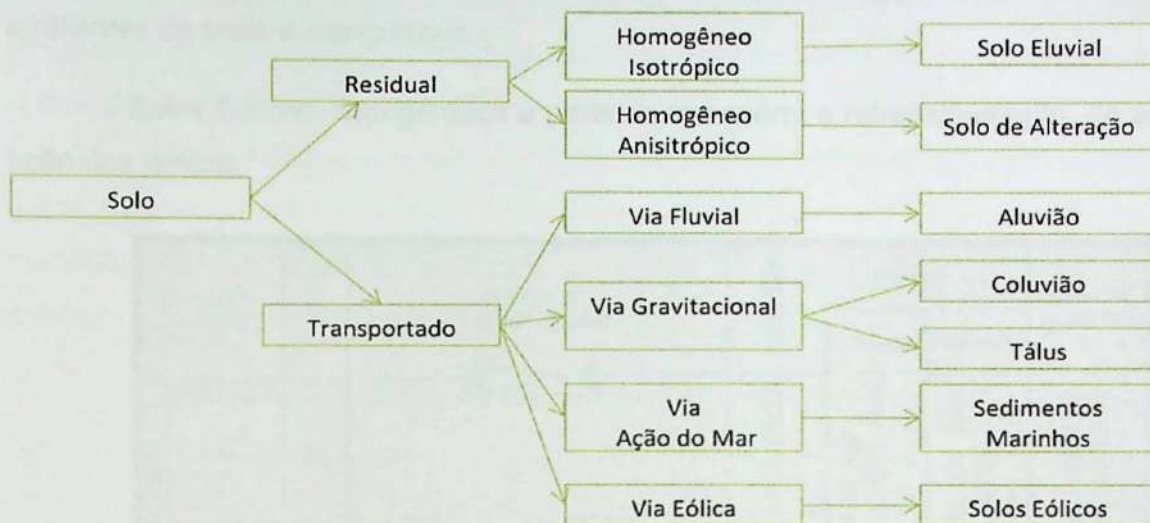 Homogêneo
Isotrópico
Solo Eluvial
Residual
Homogêneo
Anisitrópico
Solo de Alteração
Solo
Via Fluvial
Aluvião
Coluvião
Via Gravitacional
Transportado
Tálus
Via
Ação do Mar
Sedimentos
Marinhos
Via Eólica
Solos Eólicos